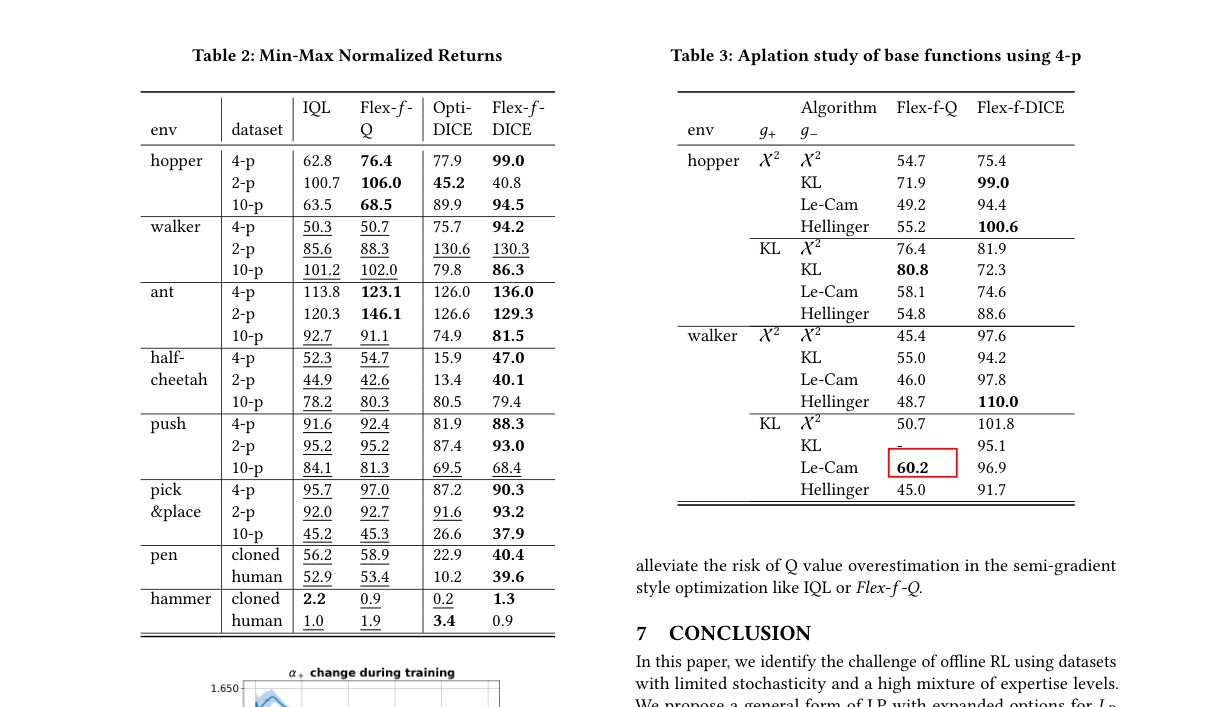 Table 2: Min-Max Normalized Returns
env dataset IQL Flex-f-Q Opti-DICE Flex-f-DICE
hopper 4-p 62.8 76.4 77.9 99.0
2-p 100.7 106.0 45.2 40.8
10-p 63.5 68.5 89.9 94.5
walker 4-p 50.3 50.7 75.7 94.2
2-p 85.6 88.3 130.6 130.3
10-p 101.2 102.0 79.8 86.3
ant 4-p 113.8 123.1 126.0 136.0
2-p 120.3 146.1 126.6 129.3
10-p 92.7 91.1 74.9 81.5
half- 4-p 52.3 54.7 15.9 47.0
cheetah 2-p 44.9 42.6 13.4 40.1
10-p 78.2 80.3 80.5 79.4
push 4-p 91.6 92.4 81.9 88.3
2-p 95.2 95.2 87.4 93.0
10-p 84.1 81.3 69.5 68.4
pick 4-p 95.7 97.0 87.2 90.3
&place 2-p 92.0 92.7 91.6 93.2
10-p 45.2 45.3 26.6 37.9
pen cloned 56.2 58.9 22.9 40.4
human 52.9 53.4 10.2 39.6
hammer cloned 2.2 0.9 0.2 1.3
human 1.0 1.9 3.4 0.9
α₊ change during training
1.650
Table 3: Aplation study of base functions using 4-p
Algorithm Flex-f-Q Flex-f-DICE
env g₊ g₋
hopper X² X² 54.7 75.4
KL 71.9 99.0
Le-Cam 49.2 94.4
Hellinger 55.2 100.6
KL X² 76.4 81.9
KL 80.8 72.3
Le-Cam 58.1 74.6
Hellinger 54.8 88.6
walker X² X² 45.4 97.6
KL 55.0 94.2
Le-Cam 46.0 97.8
Hellinger 48.7 110.0
KL X² 50.7 101.8
KL - 95.1
Le-Cam 60.2 96.9
Hellinger 45.0 91.7
alleviate the risk of Q value overestimation in the semi-gradient
style optimization like IQL or Flex-f-Q.
7 CONCLUSION
In this paper, we identify the challenge of offline RL using datasets
with limited stochasticity and a high mixture of expertise levels.
We propose a general form of LP with expanded options for